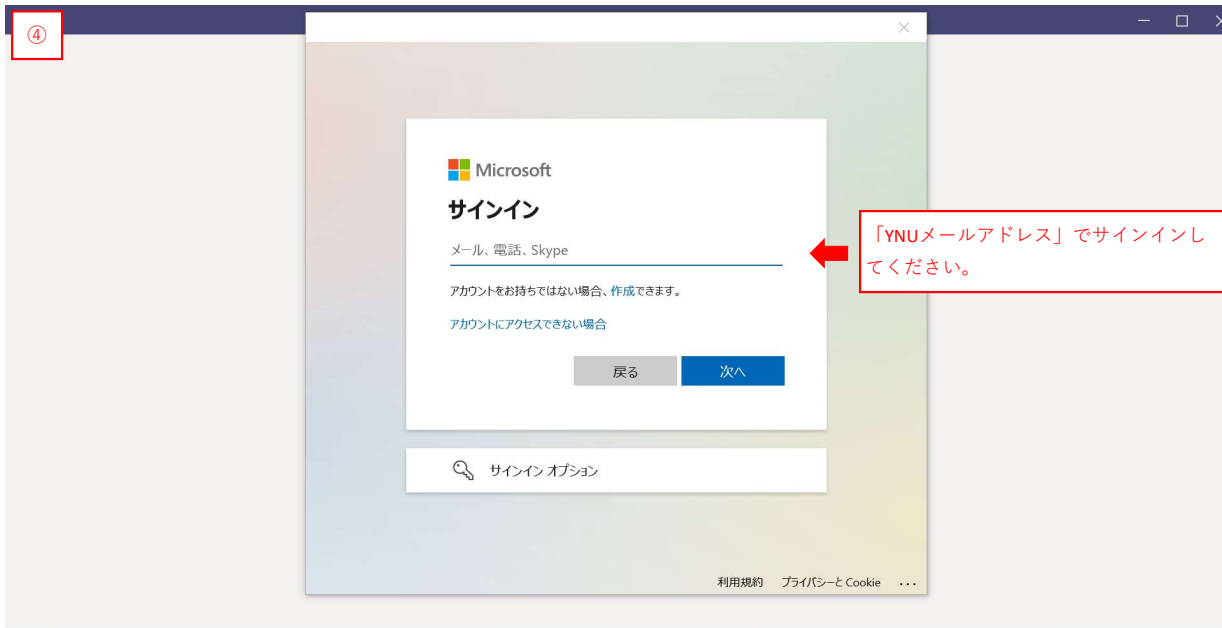 ④
Microsoft
サインイン
メール、電話、Skype
アカウントをお持ちではない場合、作成できます。
アカウントにアクセスできない場合
戻る
次へ
サインイン オプション
「YNUメールアドレス」でサインインし
てください。
利用規約
プライバシーと Cookie
...